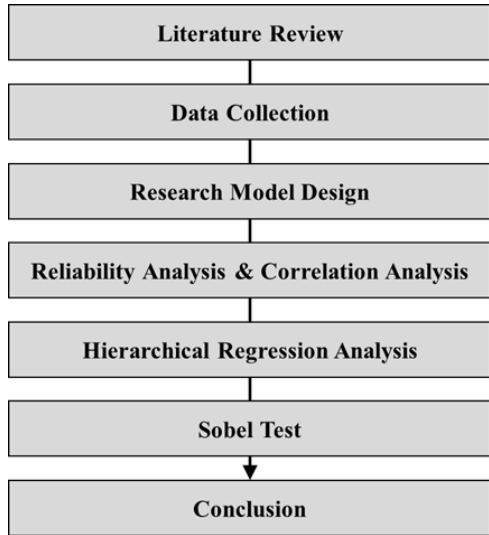 Literature Review
Data Collection
Research Model Design
Reliability Analysis & Correlation Analysis
Hierarchical Regression Analysis
Sobel Test
Conclusion